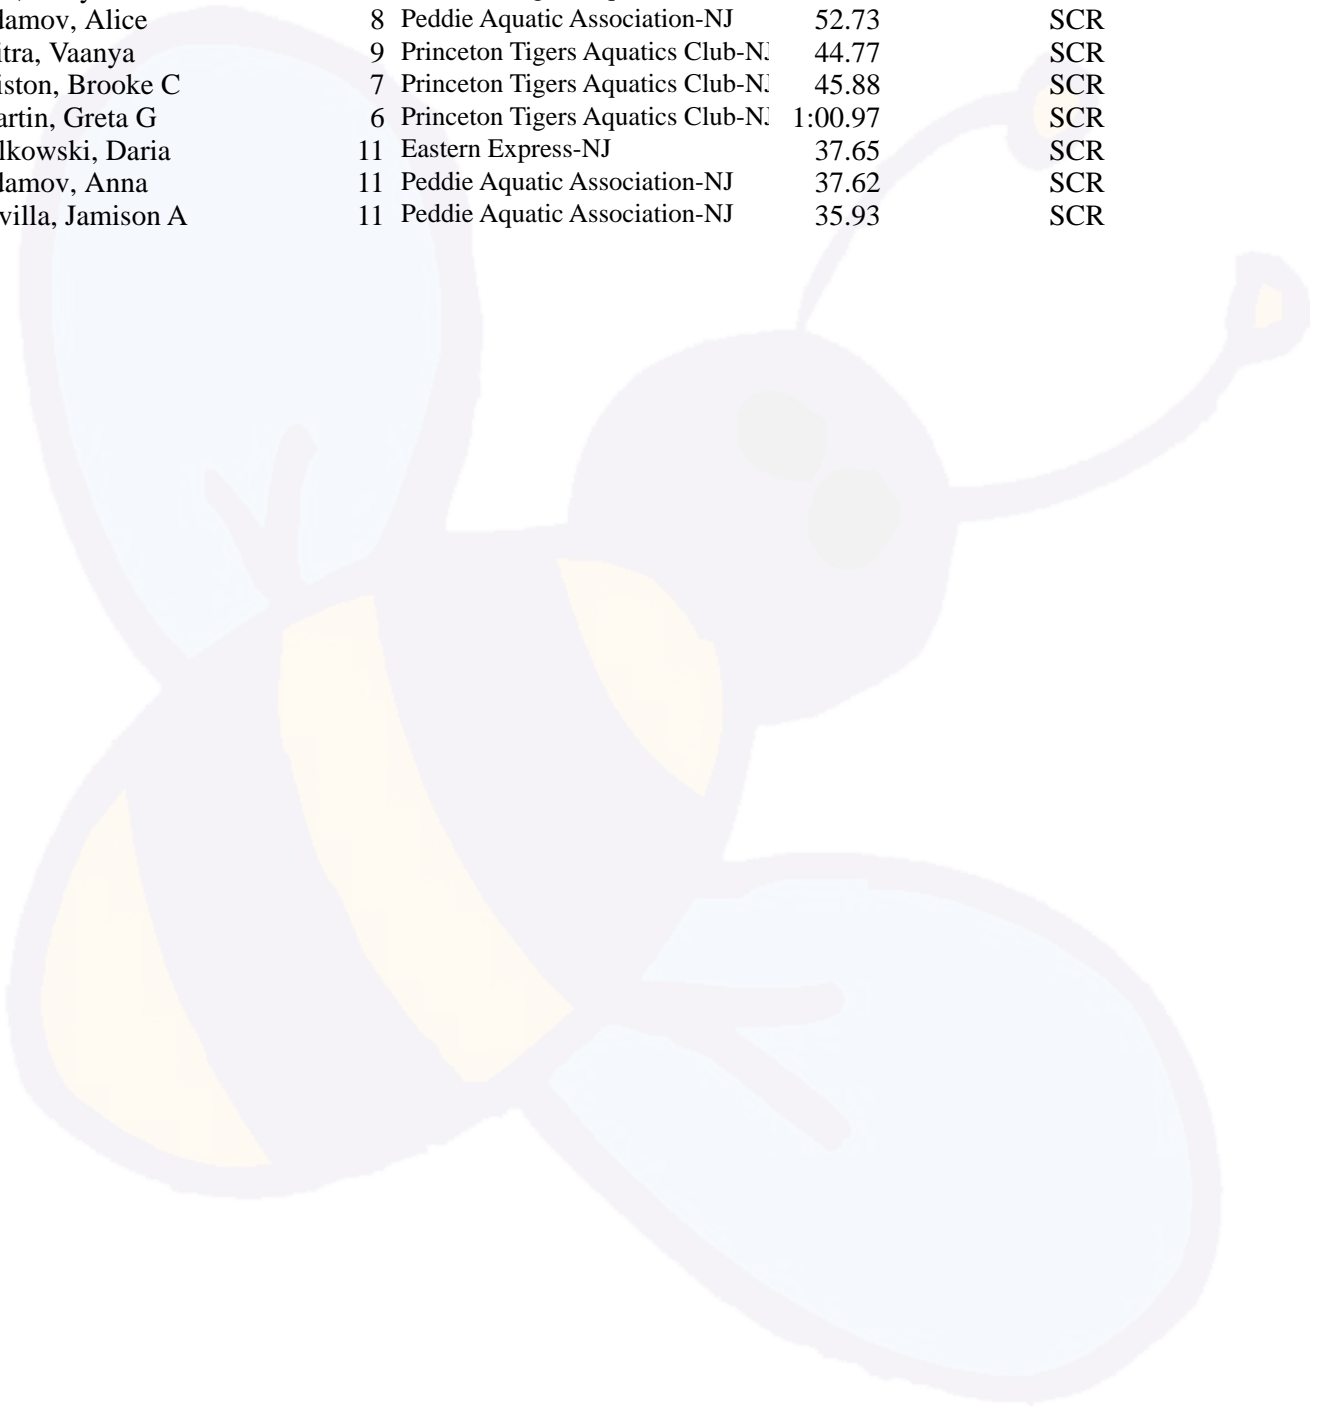 lamov, Alice 8 Peddie Aquatic Association-NJ 52.73 SCR
itra, Vaanya 9 Princeton Tigers Aquatics Club-NJ 44.77 SCR
iston, Brooke C 7 Princeton Tigers Aquatics Club-NJ 45.88 SCR
artin, Greta G 6 Princeton Tigers Aquatics Club-NJ 1:00.97 SCR
lkowski, Daria 11 Eastern Express-NJ 37.65 SCR
lamov, Anna 11 Peddie Aquatic Association-NJ 37.62 SCR
villa, Jamison A 11 Peddie Aquatic Association-NJ 35.93 SCR